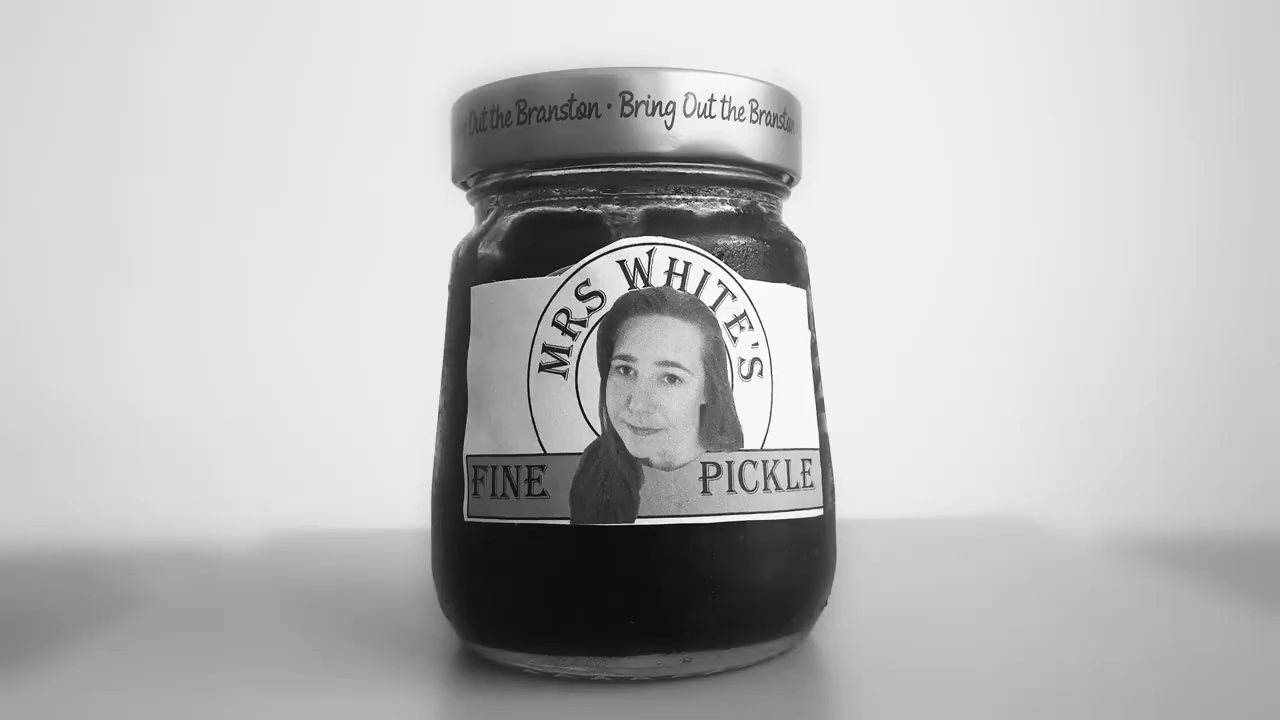 Out the Branston · Bring Out the Branston
MRS WHITE'S
FINE PICKLE